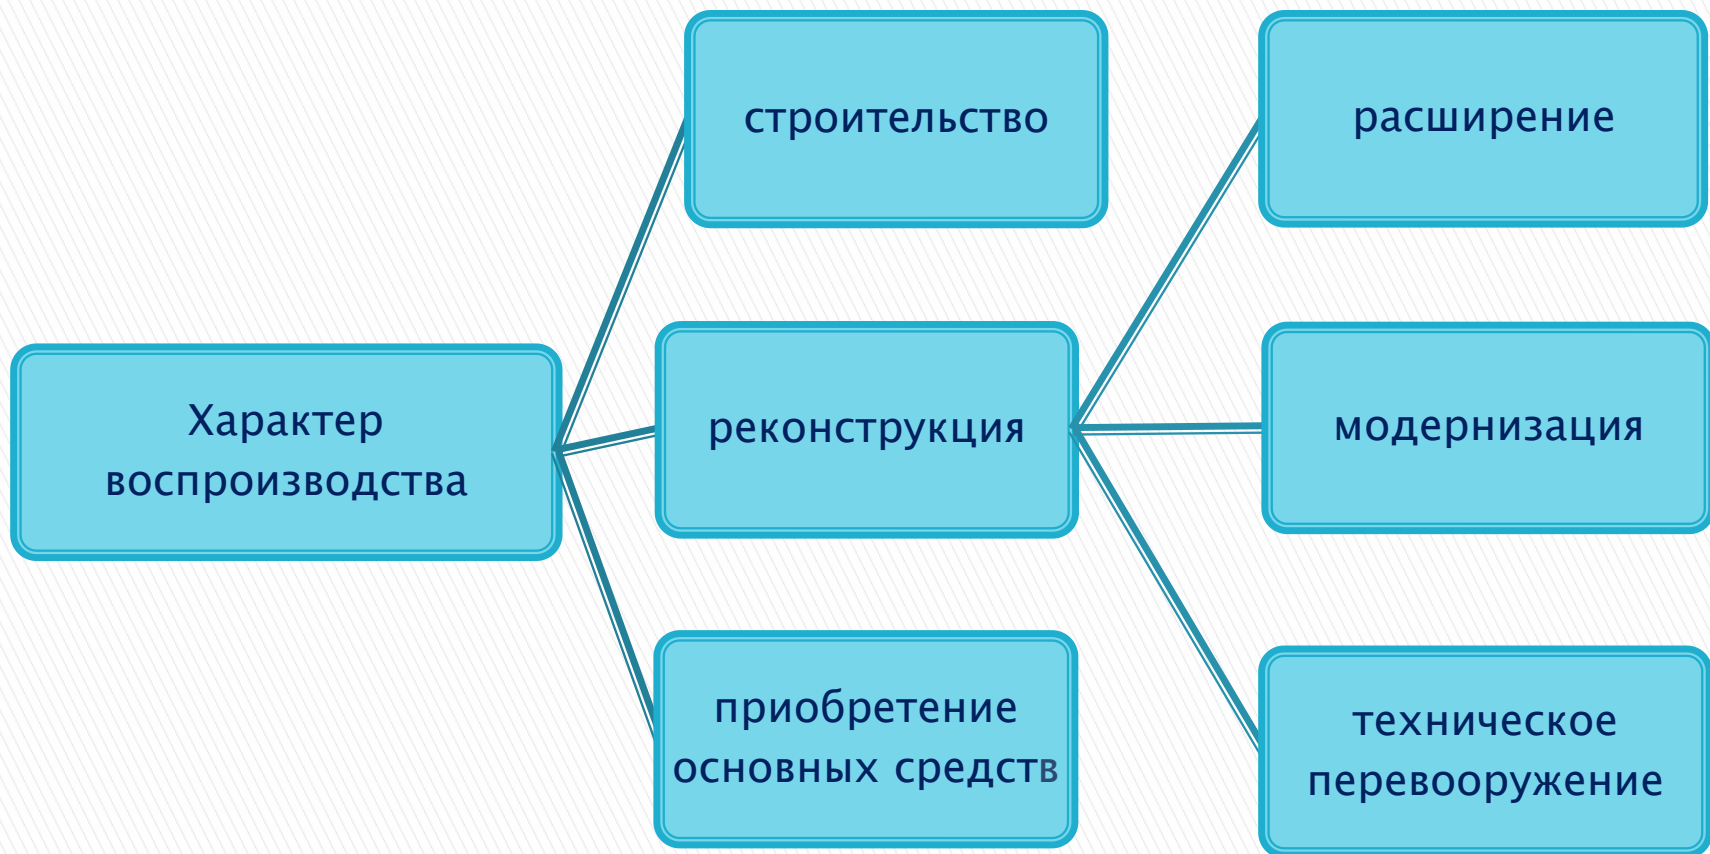 Характер
воспроизводства
строительство
реконструкция
приобретение
основных средств
расширение
модернизация
техническое
перевооружение